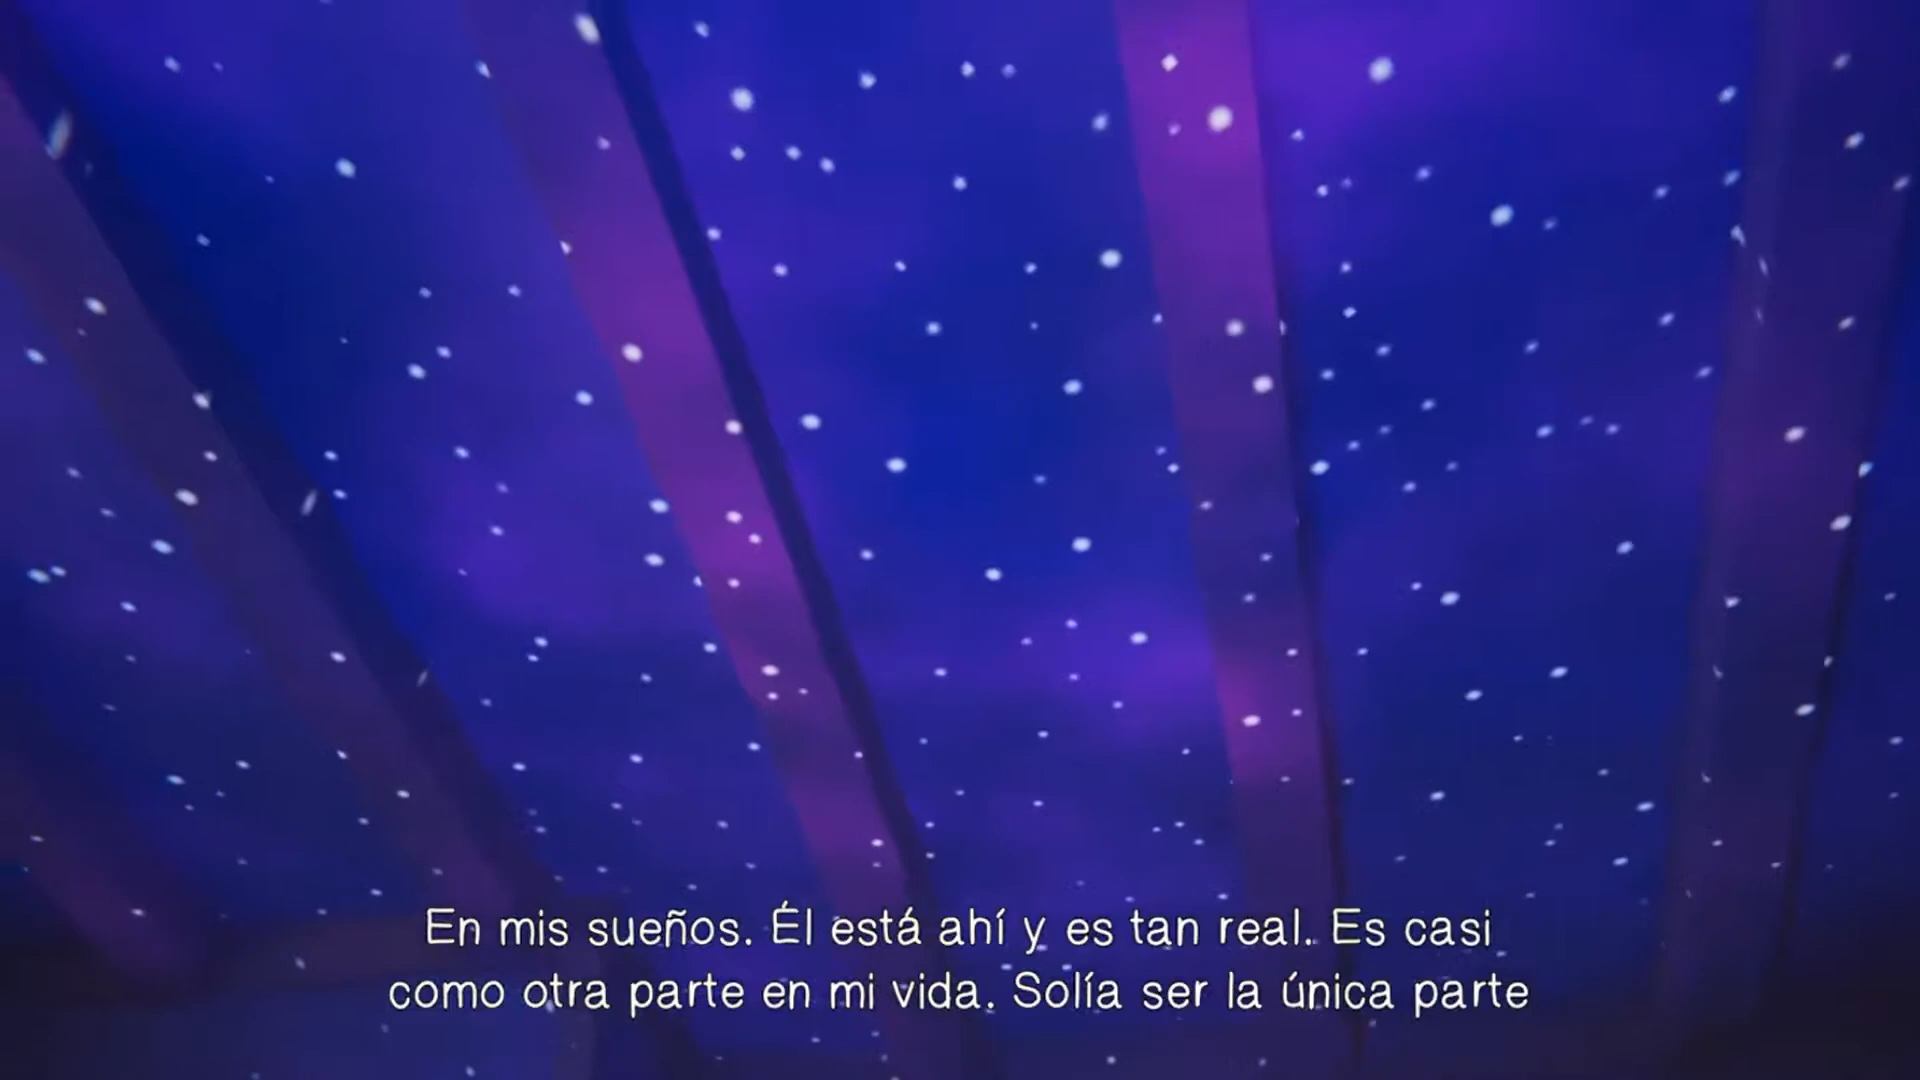 En mis sueños. Él está ahí y es tan real. Es casi
como otra parte en mi vida. Solía ser la única parte